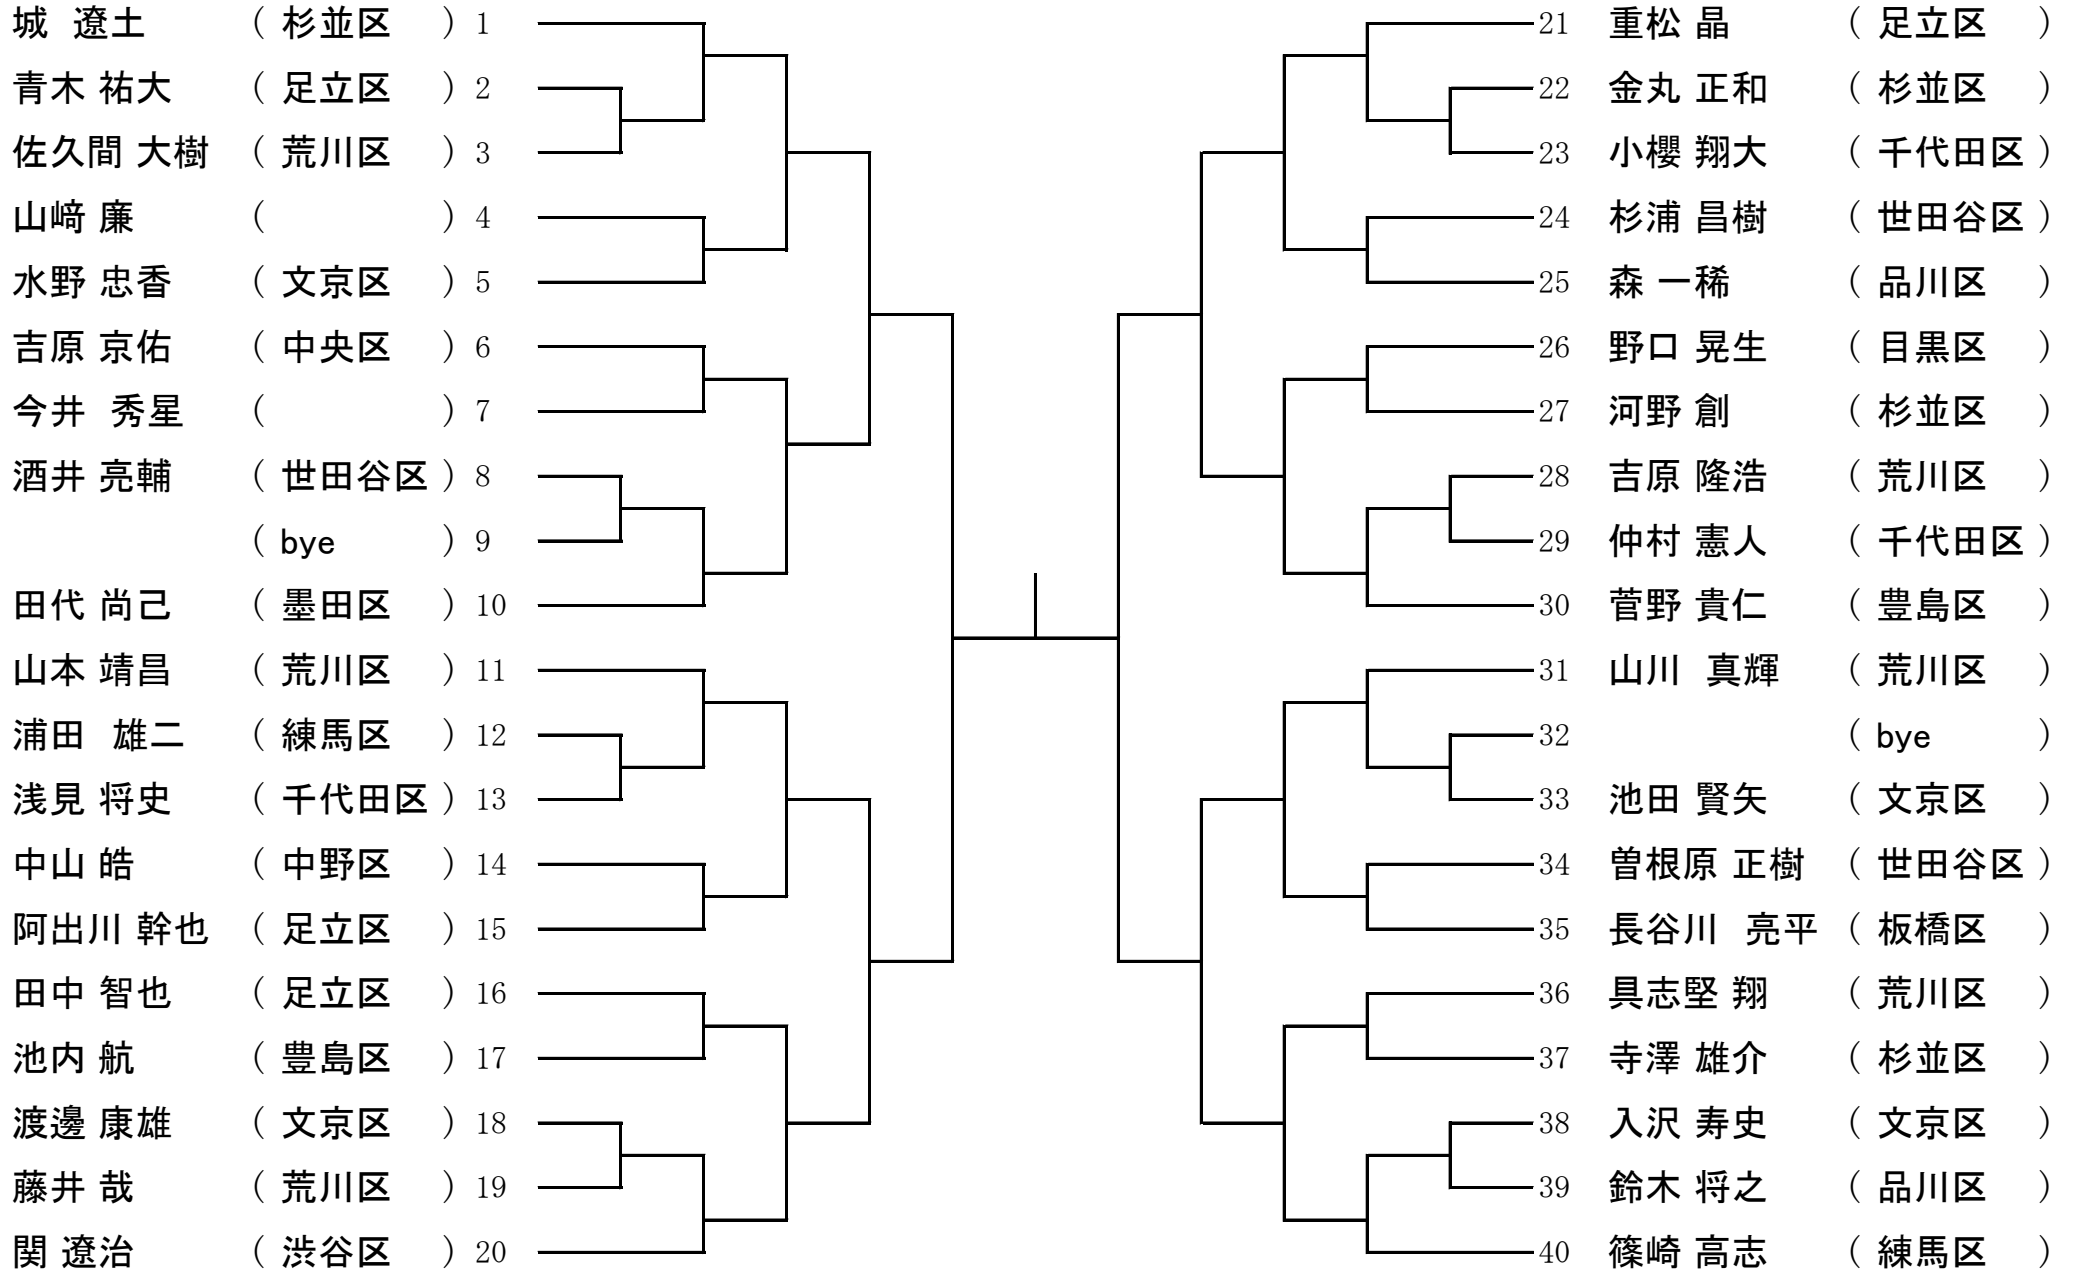 城 遼土 ( 杉並区 ) 1
青木 祐大 ( 足立区 ) 2
佐久間 大樹 ( 荒川区 ) 3
山﨑 廉 ( ) 4
水野 忠香 ( 文京区 ) 5
吉原 京佑 ( 中央区 ) 6
今井 秀星 ( ) 7
酒井 亮輔 ( 世田谷区 ) 8
( bye ) 9
田代 尚己 ( 墨田区 ) 10
山本 靖昌 ( 荒川区 ) 11
浦田 雄二 ( 練馬区 ) 12
浅見 将史 ( 千代田区 ) 13
中山 皓 ( 中野区 ) 14
阿出川 幹也 ( 足立区 ) 15
田中 智也 ( 足立区 ) 16
池内 航 ( 豊島区 ) 17
渡邊 康雄 ( 文京区 ) 18
藤井 哉 ( 荒川区 ) 19
関 遼治 ( 渋谷区 ) 20
21 重松 晶 ( 足立区 )
22 金丸 正和 ( 杉並区 )
23 小櫻 翔大 ( 千代田区 )
24 杉浦 昌樹 ( 世田谷区 )
25 森 一稀 ( 品川区 )
26 野口 晃生 ( 目黒区 )
27 河野 創 ( 杉並区 )
28 吉原 隆浩 ( 荒川区 )
29 仲村 憲人 ( 千代田区 )
30 菅野 貴仁 ( 豊島区 )
31 山川 真輝 ( 荒川区 )
32 ( bye )
33 池田 賢矢 ( 文京区 )
34 曽根原 正樹 ( 世田谷区 )
35 長谷川 亮平 ( 板橋区 )
36 具志堅 翔 ( 荒川区 )
37 寺澤 雄介 ( 杉並区 )
38 入沢 寿史 ( 文京区 )
39 鈴木 将之 ( 品川区 )
40 篠崎 高志 ( 練馬区 )